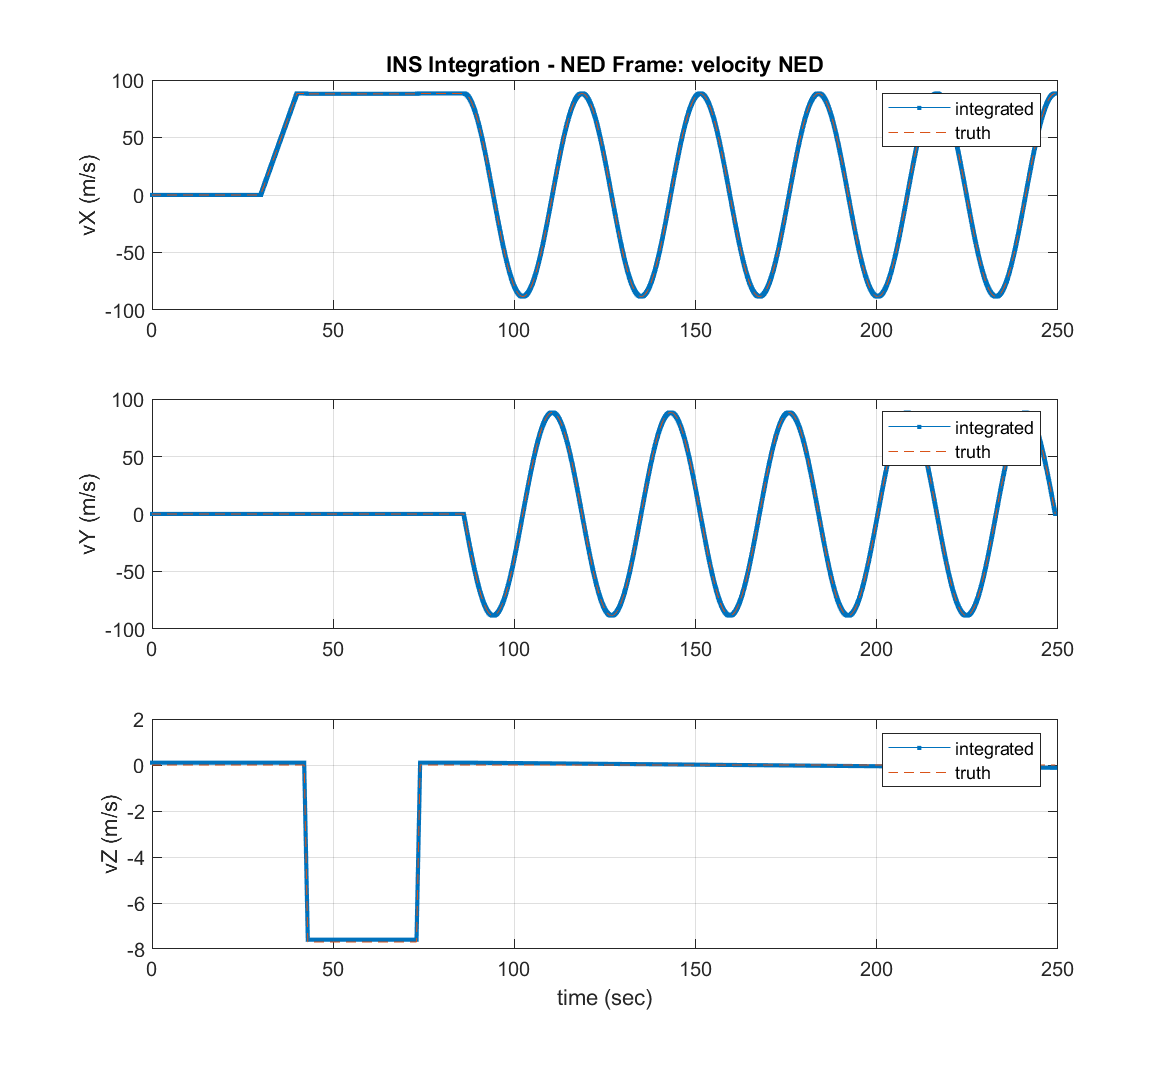 INS Integration - NED Frame: velocity NED
100
50
0
-50
-100
vX (m/s)
integrated
truth
0 50 100 150 200 250
100
50
0
-50
-100
vY (m/s)
integrated
truth
0 50 100 150 200 250
2
0
-2
-4
-6
-8
vZ (m/s)
integrated
truth
0 50 100 150 200 250
time (sec)